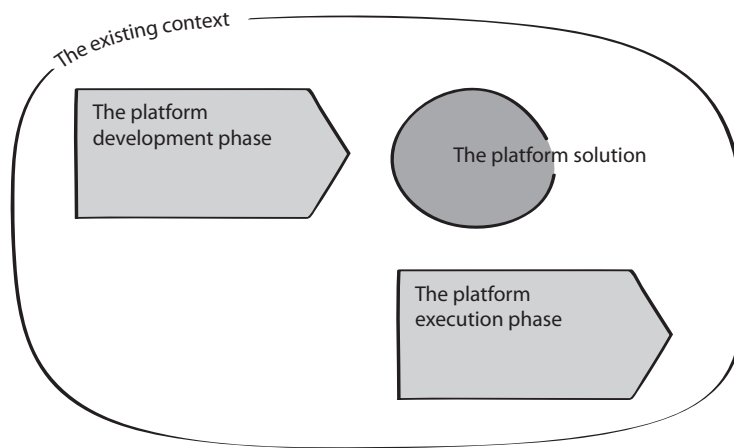 The existing context
The platform
development phase
The platform solution
The platform
execution phase